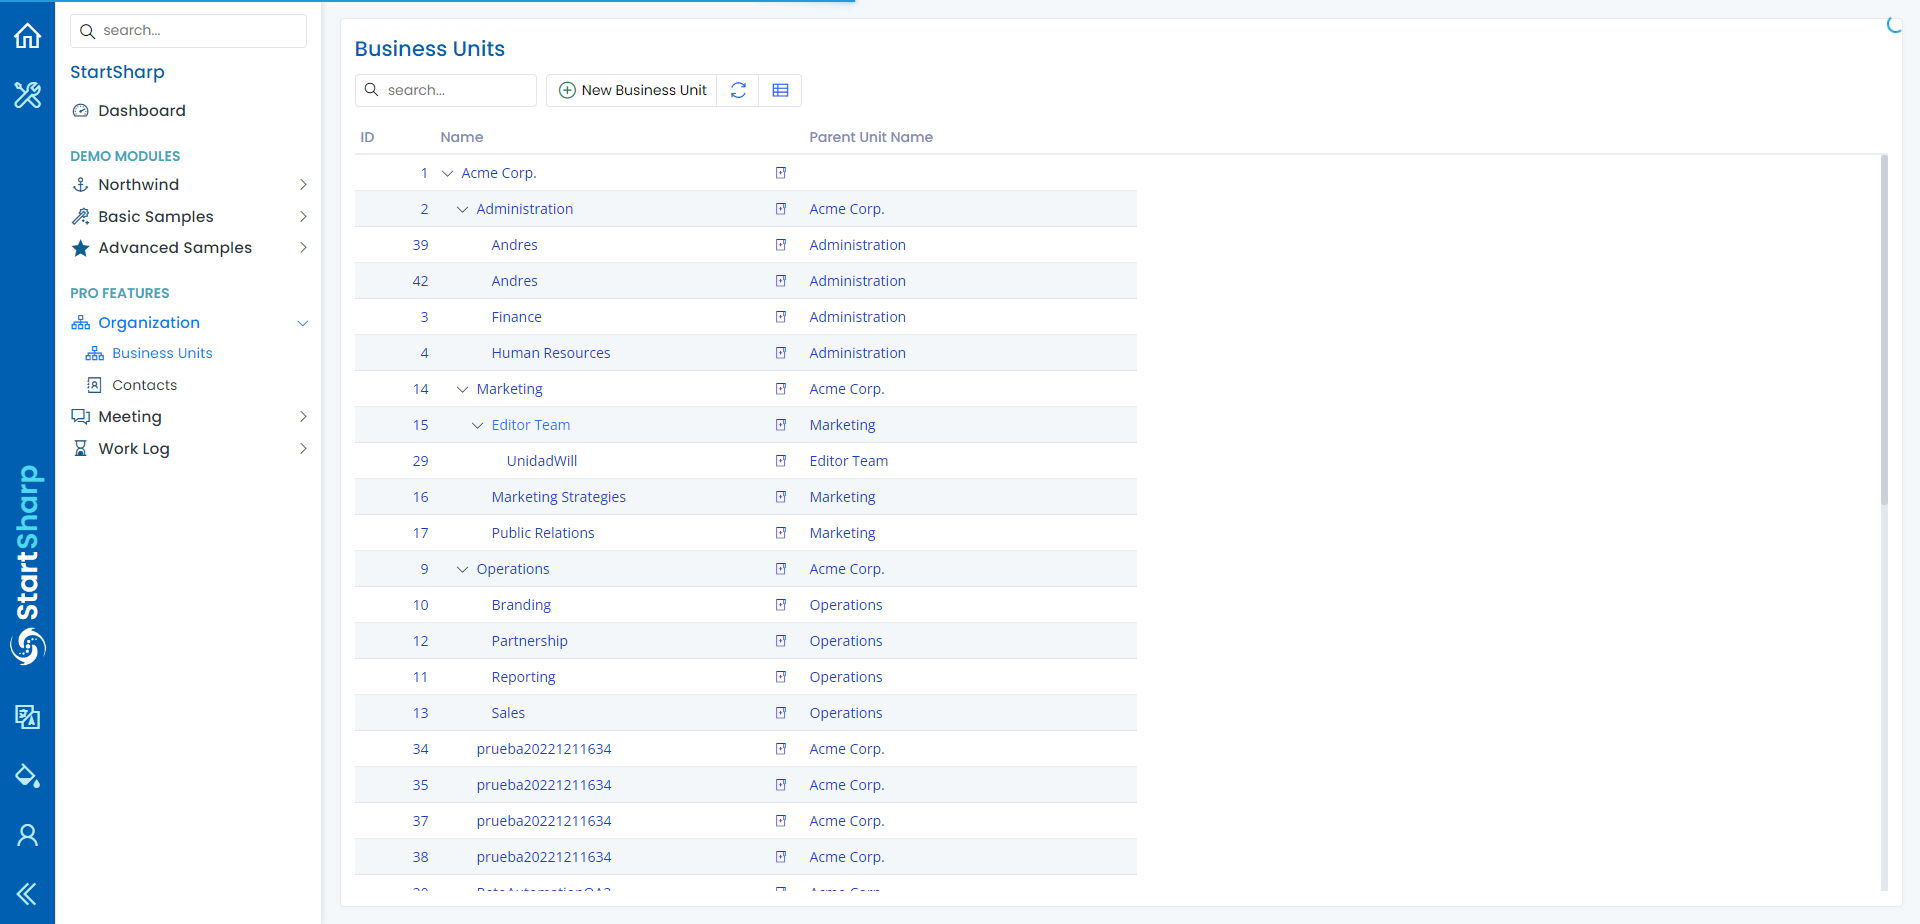 search...
StartSharp
Dashboard
DEMO MODULES
Northwind
Basic Samples
Advanced Samples
PRO FEATURES
Organization
Business Units
Contacts
Meeting
Work Log
StartSharp
Business Units
search...
New Business Unit
ID Name Parent Unit Name
1 Acme Corp.
2 Administration Acme Corp.
39 Andres Administration
42 Andres Administration
3 Finance Administration
4 Human Resources Administration
14 Marketing Acme Corp.
15 Editor Team Marketing
29 UnidadWill Editor Team
16 Marketing Strategies Marketing
17 Public Relations Marketing
9 Operations Acme Corp.
10 Branding Operations
12 Partnership Operations
11 Reporting Operations
13 Sales Operations
34 prueba20221211634 Acme Corp.
35 prueba20221211634 Acme Corp.
37 prueba20221211634 Acme Corp.
38 prueba20221211634 Acme Corp.
Acme Corp.